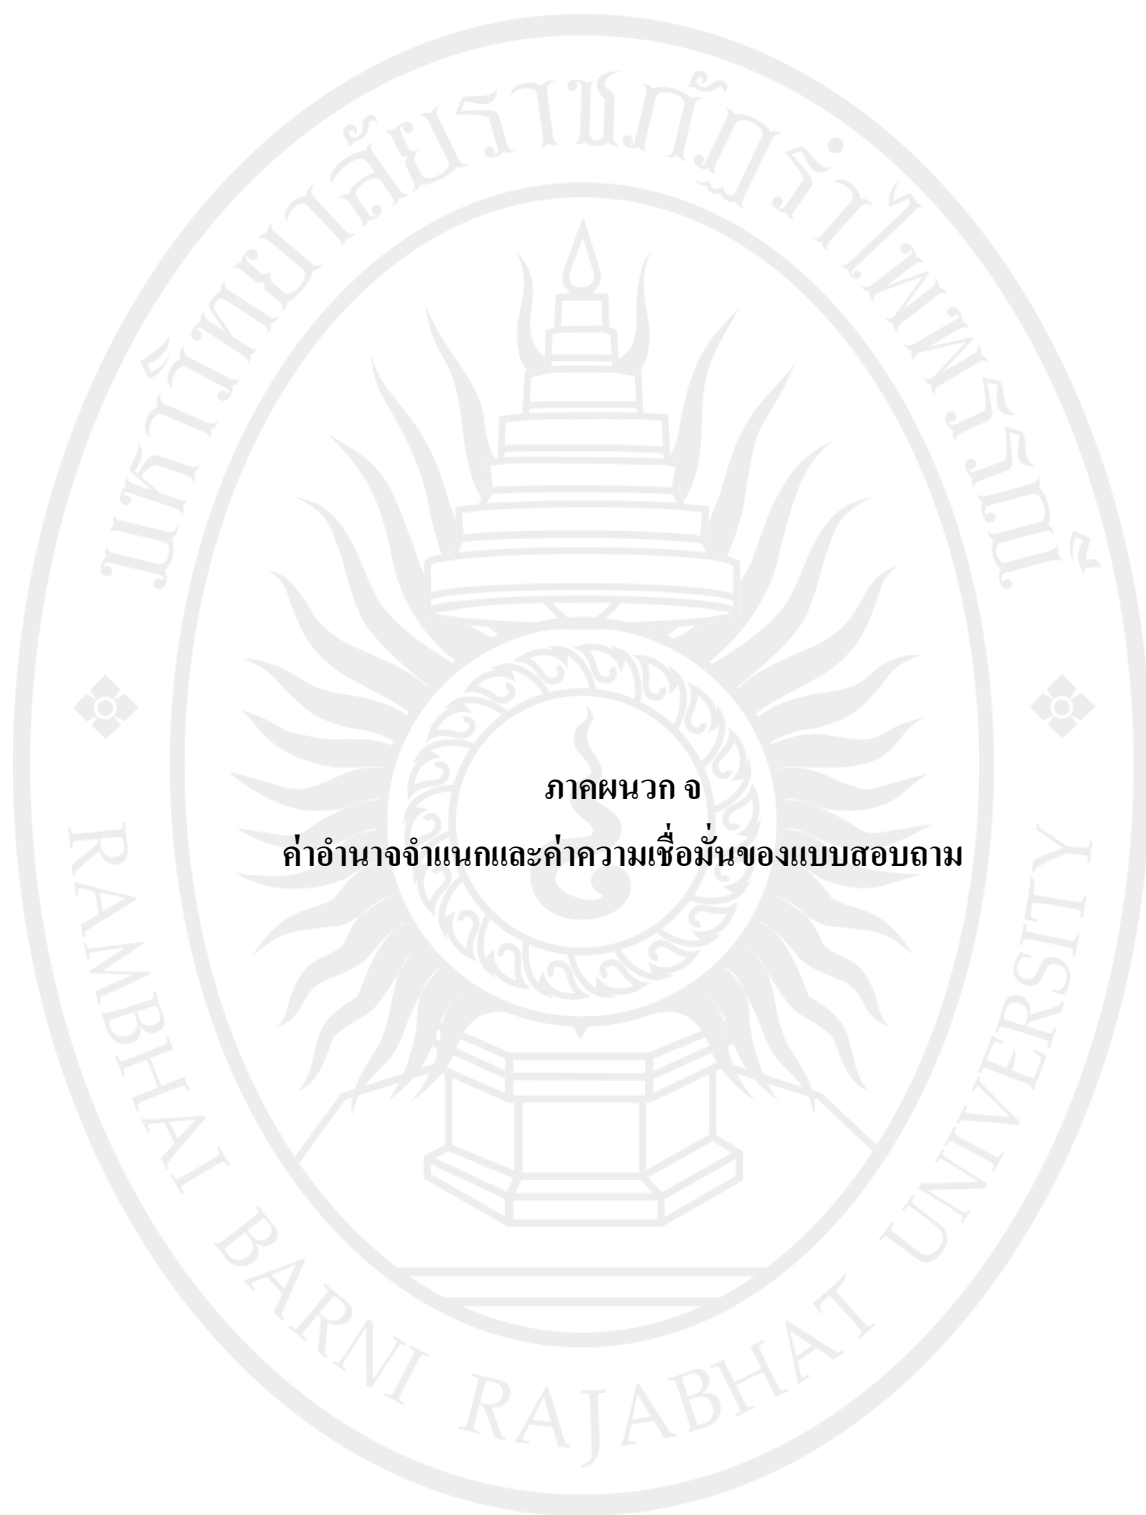 มหาวิทยาลัยราชภัฏรำไพพรรณี
ภาคผนวก จ
ค่าอำนาจจำแนกและค่าความเชื่อมั่นของแบบสอบถาม
RAMBHAI BARNI RAJABHAT UNIVERSITY